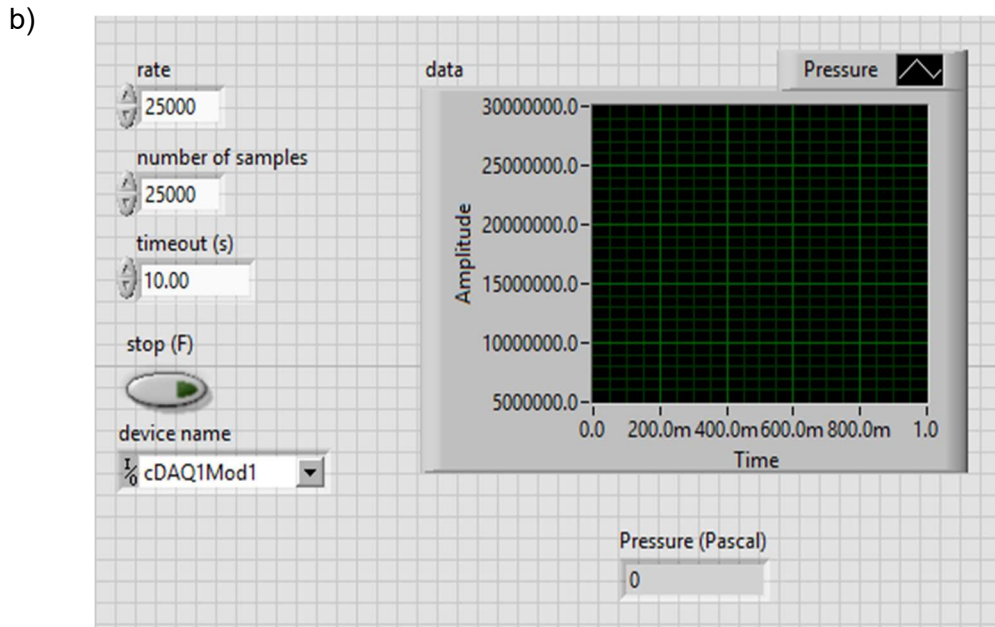 b)
rate
25000
number of samples
25000
timeout (s)
10.00
stop (F)
device name
I/0 cDAQ1Mod1
data
Pressure
30000000.0
25000000.0
20000000.0
15000000.0
10000000.0
5000000.0
Amplitude
0.0 200.0m 400.0m 600.0m 800.0m 1.0
Time
Pressure (Pascal)
0